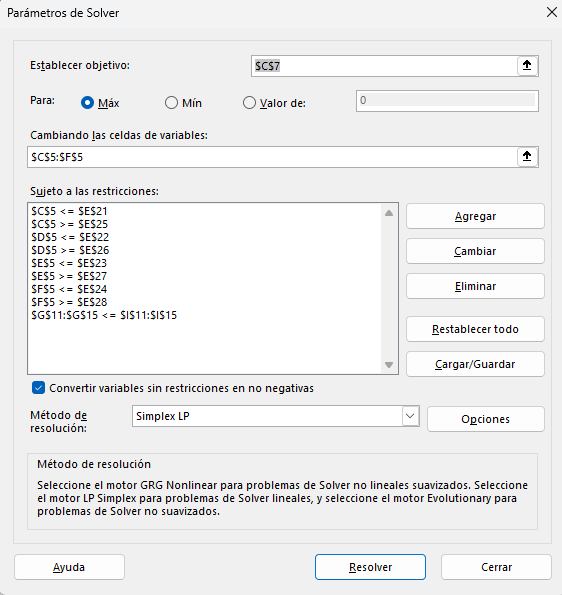 Parámetros de Solver
Establecer objetivo:
$C$7
Para:
Máx
Mín
Valor de:
0
Cambiando las celdas de variables:
$C$5:$F$5
Sujeto a las restricciones:
$C$5 <= $E$21
$C$5 >= $E$25
$D$5 <= $E$22
$D$5 >= $E$26
$E$5 <= $E$23
$E$5 >= $E$27
$F$5 <= $E$24
$F$5 >= $E$28
$G$11:$G$15 <= $I$11:$I$15
Agregar
Cambiar
Eliminar
Restablecer todo
Cargar/Guardar
Convertir variables sin restricciones en no negativas
Método de
resolución:
Simplex LP
Opciones
Método de resolución
Seleccione el motor GRG Nonlinear para problemas de Solver no lineales suavizados. Seleccione
el motor LP Simplex para problemas de Solver lineales, y seleccione el motor Evolutionary para
problemas de Solver no suavizados.
Ayuda
Resolver
Cerrar